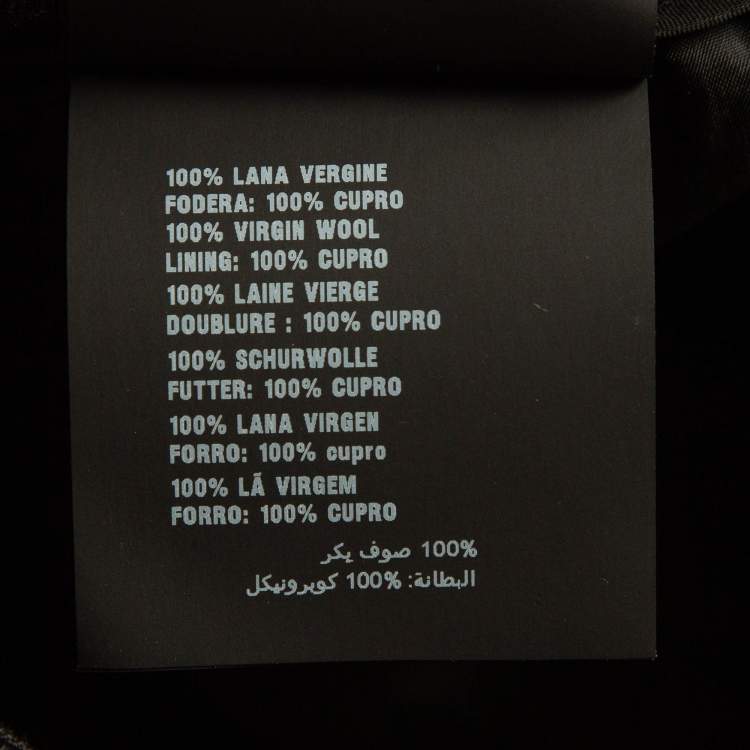 100% LANA VERGINE
FODERA: 100% CUPRO
100% VIRGIN WOOL
LINING: 100% CUPRO
100% LAINE VIERGE
DOUBLURE : 100% CUPRO
100% SCHURWOLLE
FUTTER: 100% CUPRO
100% LANA VIRGEN
FORRO: 100% cupro
100% LÃ VIRGEM
FORRO: 100% CUPRO
100% صوف يكر
البطانة: 100% كوبرونيكل